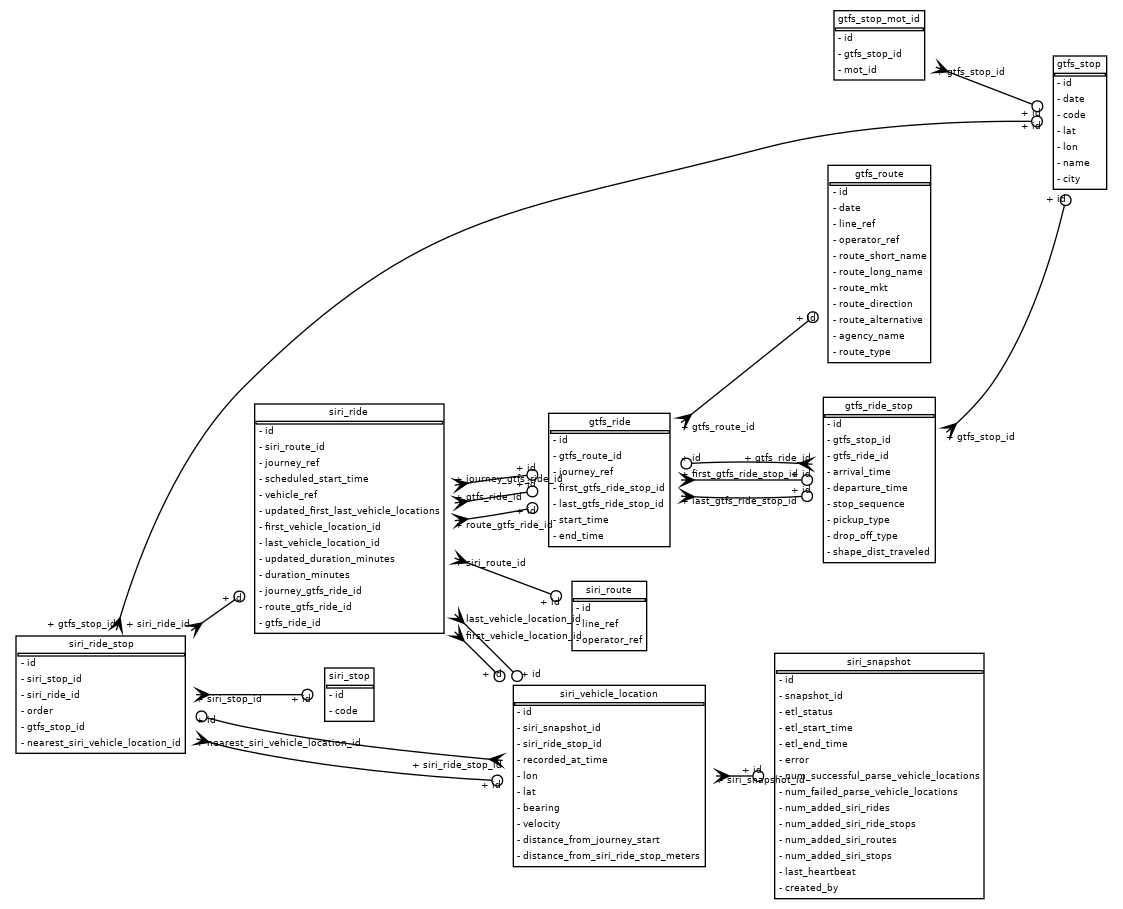 gtfs_stop_mot_id
- id
- gtfs_stop_id
- mot_id
gtfs_stop
- id
- date
- code
- lat
- lon
- name
- city
+ gtfs_stop_id
+ id
+ id
+ id
gtfs_route
- id
- date
- line_ref
- operator_ref
- route_short_name
- route_long_name
- route_mkt
- route_direction
- route_alternative
- agency_name
- route_type
+ id
+ gtfs_route_id
gtfs_ride_stop
- id
- gtfs_stop_id
- gtfs_ride_id
- arrival_time
- departure_time
- stop_sequence
- pickup_type
- drop_off_type
- shape_dist_traveled
+ gtfs_stop_id
siri_ride
- id
- siri_route_id
- journey_ref
- scheduled_start_time
- vehicle_ref
- updated_first_last_vehicle_locations
- first_vehicle_location_id
- last_vehicle_location_id
- updated_duration_minutes
- duration_minutes
- journey_gtfs_ride_id
- route_gtfs_ride_id
- gtfs_ride_id
gtfs_ride
- id
- gtfs_route_id
- journey_ref
- first_gtfs_ride_stop_id
- last_gtfs_ride_stop_id
- start_time
- end_time
+ id
+ journey_gtfs_ride_id
+ id
+ gtfs_ride_id
+ id
+ route_gtfs_ride_id
+ id
+ gtfs_ride_id
+ first_gtfs_ride_stop_id
+ id
+ id
+ last_gtfs_ride_stop_id
+ siri_route_id
+ id
siri_route
- id
- line_ref
- operator_ref
last_vehicle_location_id
first_vehicle_location_id
+ id
+ id
+ id
+ gtfs_stop_id
+ siri_ride_id
siri_ride_stop
- id
- siri_stop_id
- siri_ride_id
- order
- gtfs_stop_id
- nearest_siri_vehicle_location_id
siri_stop
- id
- code
+ siri_stop_id
+ id
+ id
+ nearest_siri_vehicle_location_id
+ siri_ride_stop_id
+ id
siri_vehicle_location
- id
- siri_snapshot_id
- siri_ride_stop_id
- recorded_at_time
- lon
- lat
- bearing
- velocity
- distance_from_journey_start
- distance_from_siri_ride_stop_meters
+ id
+ siri_snapshot_id
siri_snapshot
- id
- snapshot_id
- etl_status
- etl_start_time
- etl_end_time
- error
- num_successful_parse_vehicle_locations
- num_failed_parse_vehicle_locations
- num_added_siri_rides
- num_added_siri_ride_stops
- num_added_siri_routes
- num_added_siri_stops
- last_heartbeat
- created_by